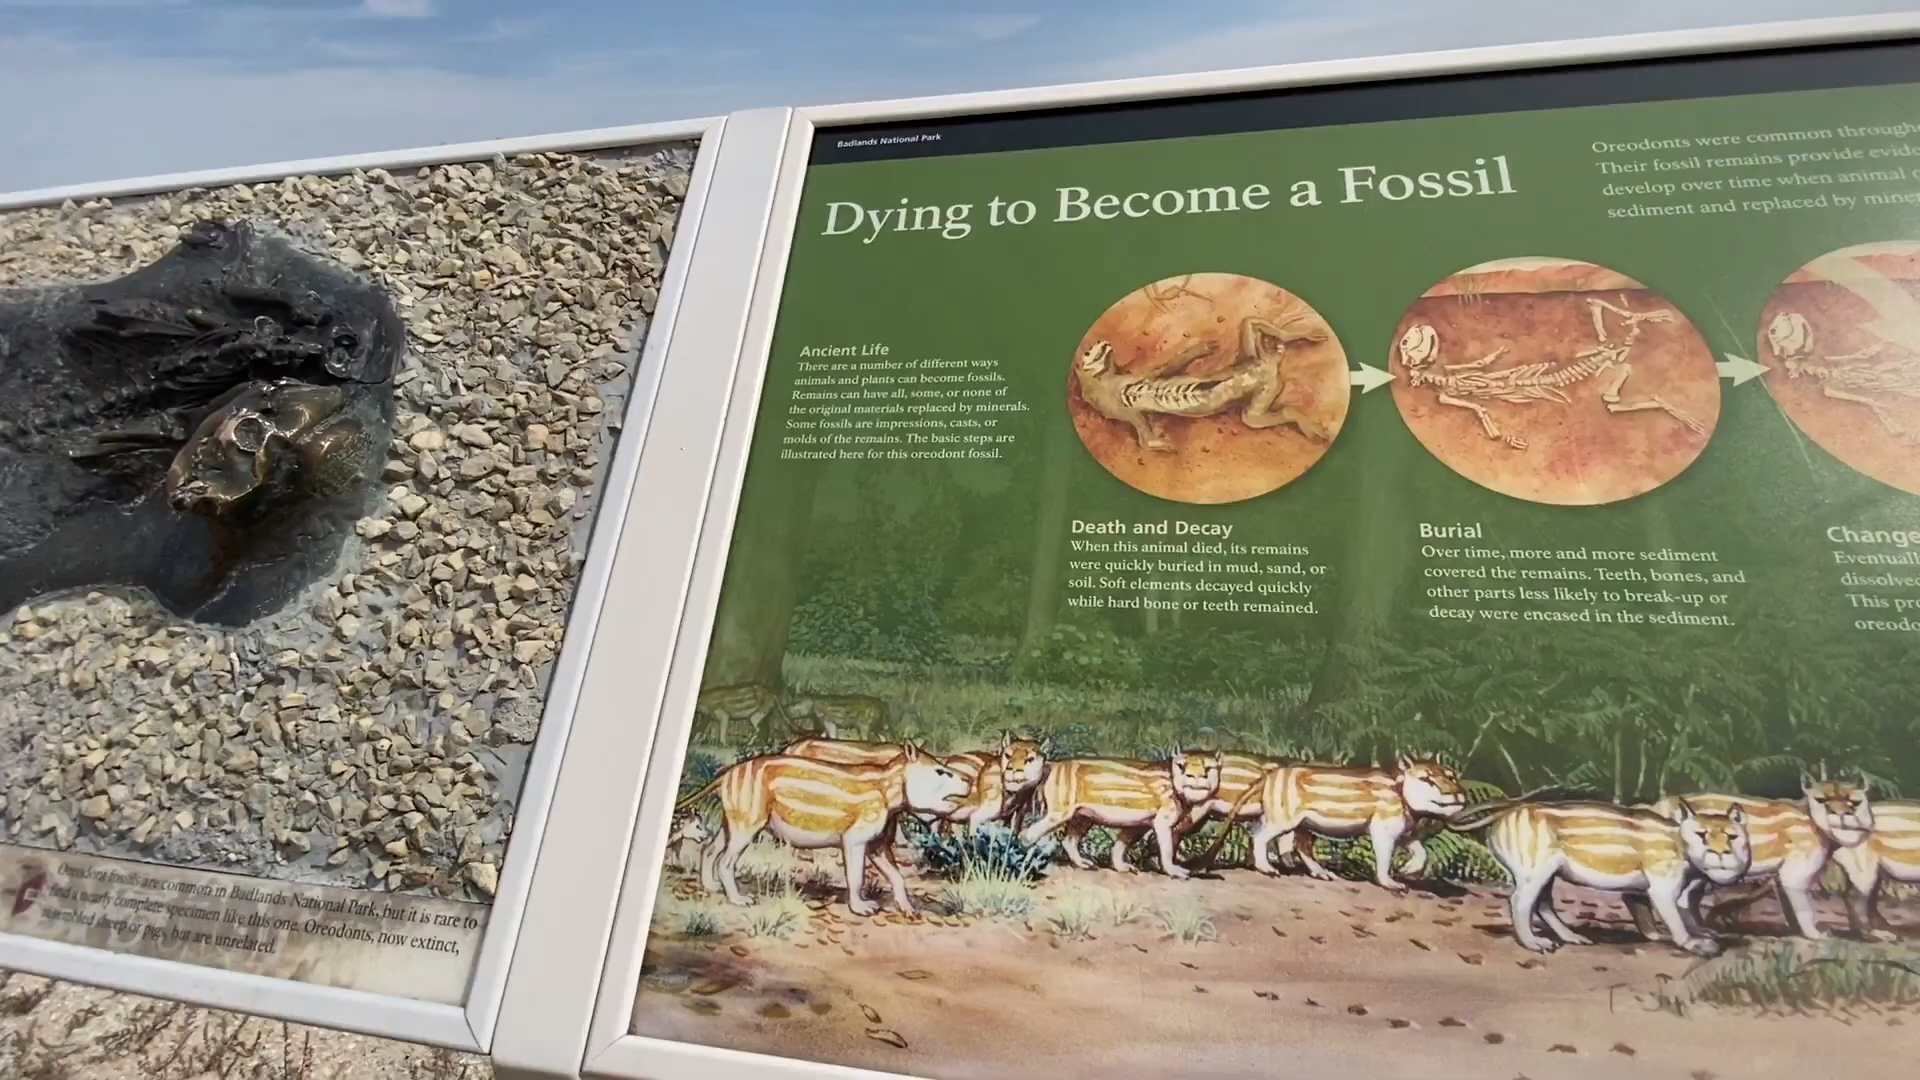 Badlands National Park
Dying to Become a Fossil
Oreodonts were common through
Their fossil remains provide evide
develop over time when animal
sediment and replaced by miner
Ancient Life
There are a number of different ways
animals and plants can become fossils.
Remains can have all, some, or none of
the original materials replaced by minerals.
Some fossils are impressions, casts, or
molds of the remains. The basic steps are
illustrated here for this oreodont fossil.
Death and Decay
When this animal died, its remains
were quickly buried in mud, sand, or
soil. Soft elements decayed quickly
while hard bone or teeth remained.
Burial
Over time, more and more sediment
covered the remains. Teeth, bones, and
other parts less likely to break-up or
decay were encased in the sediment.
Change
Eventuall
dissolve
This pr
oreodo
Oreodont fossils are common in Badlands National Park, but it is rare to
find a nearly complete specimen like this one. Oreodonts, now extinct,
resembled sheep or pigs, but are unrelated.